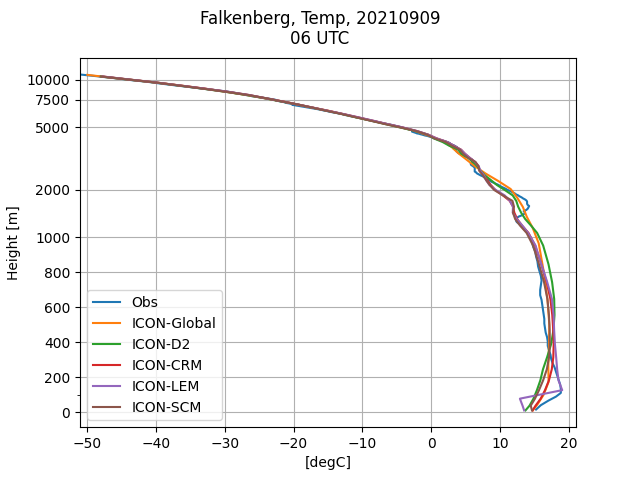 Falkenberg, Temp, 20210909
06 UTC
10000
7500
5000
2000
1000
800
600
400
200
0
Height [m]
Obs
ICON-Global
ICON-D2
ICON-CRM
ICON-LEM
ICON-SCM
−50 −40 −30 −20 −10 0 10 20
[degC]